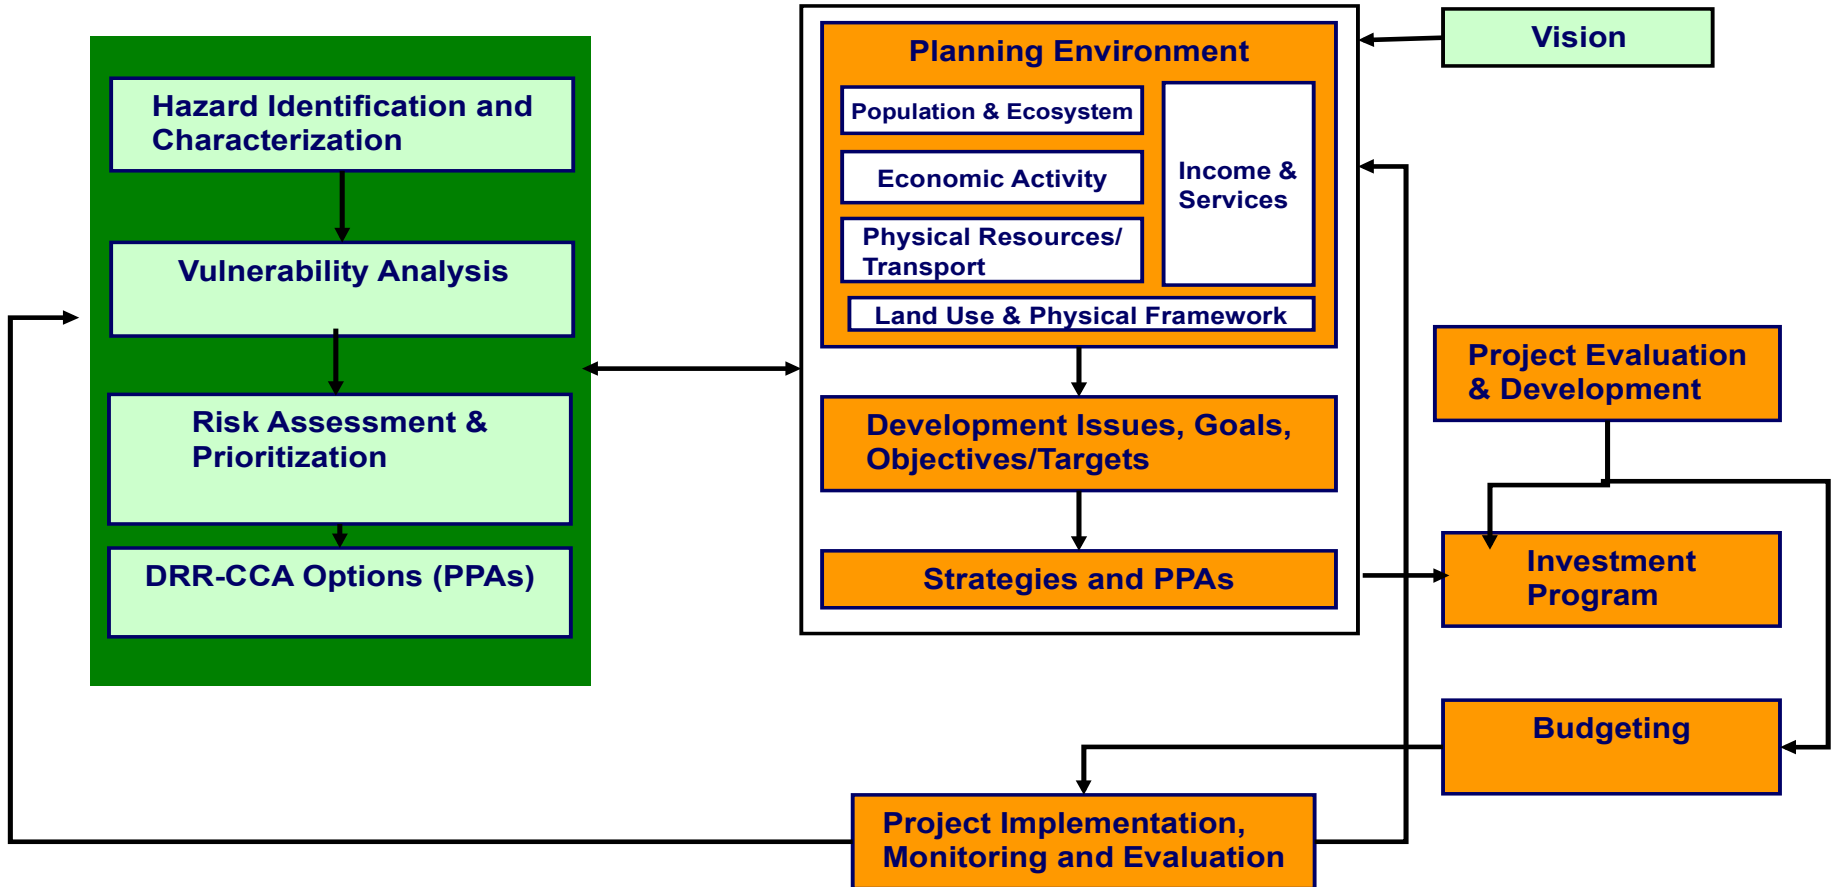 Hazard Identification and
Characterization
Vulnerability Analysis
Risk Assessment &
Prioritization
DRR-CCA Options (PPAs)
Planning Environment
Population & Ecosystem
Economic Activity
Physical Resources/
Transport
Income &
Services
Land Use & Physical Framework
Development Issues, Goals,
Objectives/Targets
Strategies and PPAs
Vision
Project Evaluation
& Development
Investment
Program
Budgeting
Project Implementation,
Monitoring and Evaluation